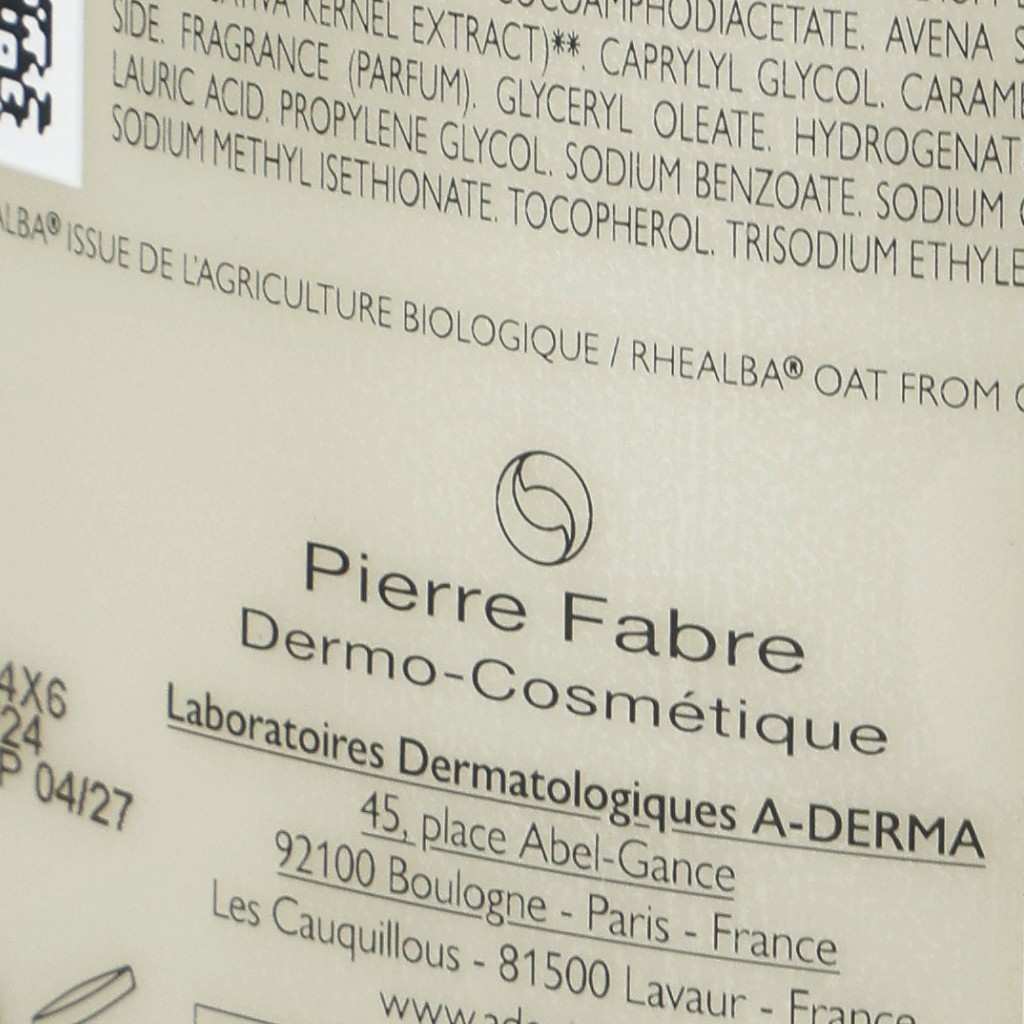 KERNEL EXTRACT)**. CAPRYLYL GLYCOL. CARAME
SIDE. FRAGRANCE (PARFUM). GLYCERYL OLEATE. HYDROGENAT
LAURIC ACID. PROPYLENE GLYCOL. SODIUM BENZOATE. SODIUM
SODIUM METHYL ISETHIONATE. TOCOPHEROL. TRISODIUM ETHYLE
ALBA® ISSUE DE L'AGRICULTURE BIOLOGIQUE / RHEALBA® OAT FROM
Pierre Fabre
Dermo-Cosmétique
4X6
24
P 04/27
Laboratoires Dermatologiques A-DERMA
45, place Abel-Gance
92100 Boulogne - Paris - France
Les Cauquillous - 81500 Lavaur - France